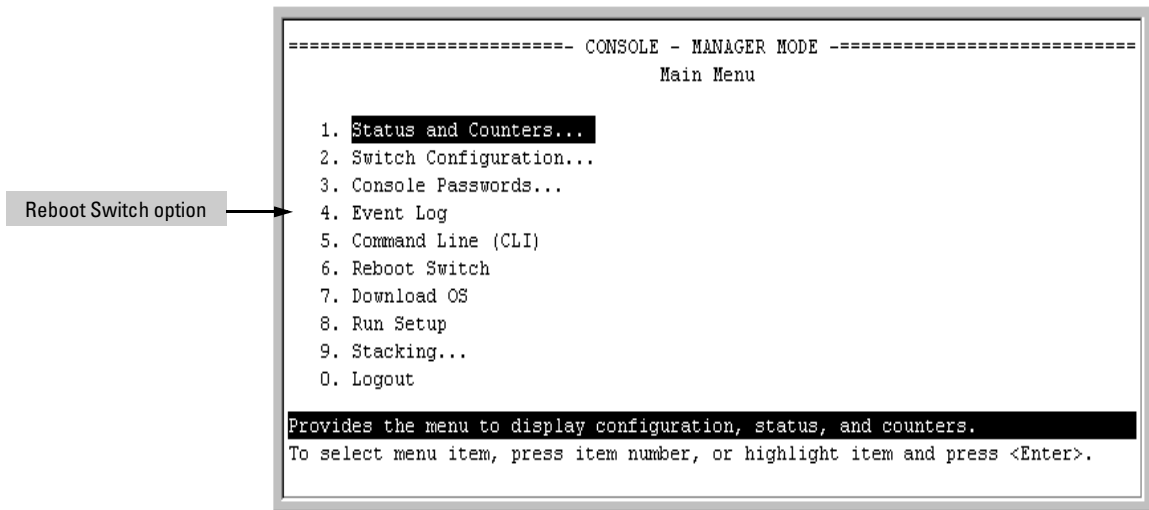 ==========================- CONSOLE - MANAGER MODE -============================
Main Menu
1. Status and Counters...
2. Switch Configuration...
3. Console Passwords...
Reboot Switch option
4. Event Log
5. Command Line (CLI)
6. Reboot Switch
7. Download OS
8. Run Setup
9. Stacking...
0. Logout
Provides the menu to display configuration, status, and counters.
To select menu item, press item number, or highlight item and press <Enter>.